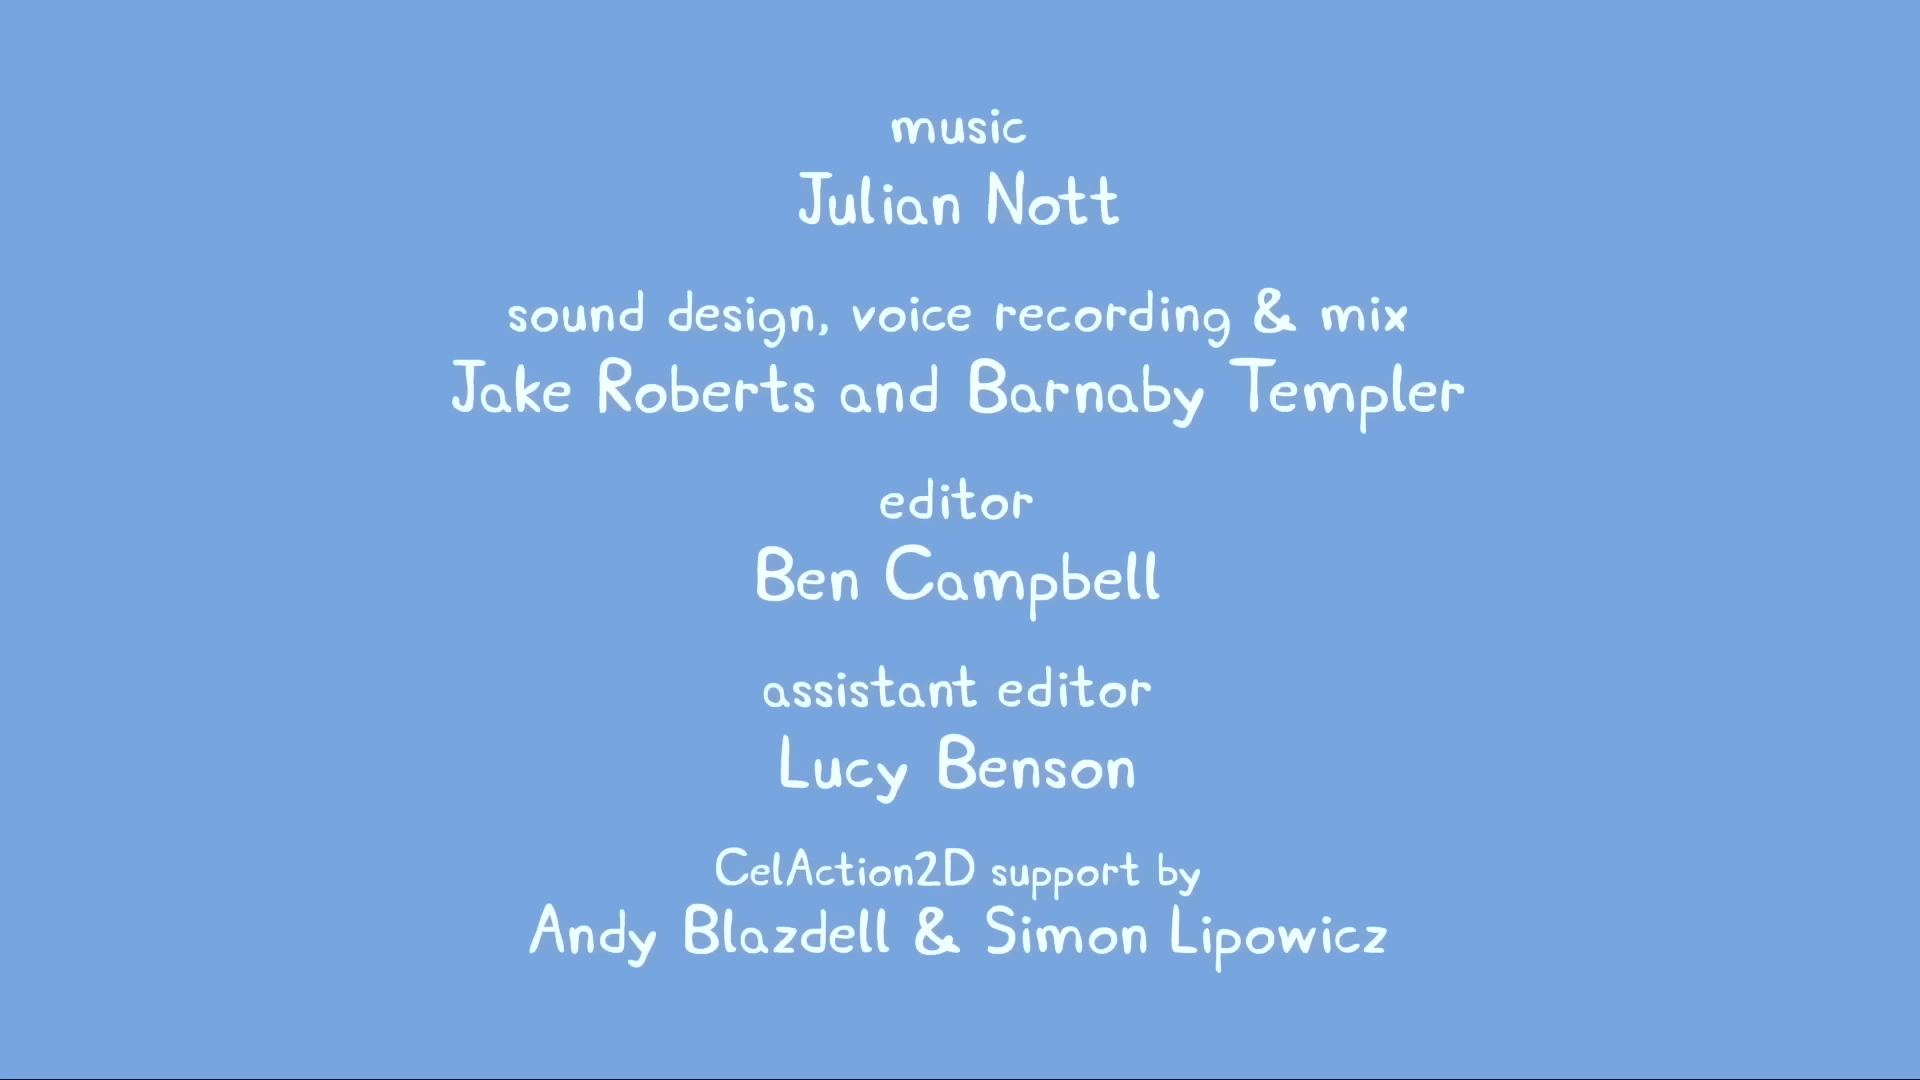 music
Julian Nott
sound design, voice recording & mix
Jake Roberts and Barnaby Templer
editor
Ben Campbell
assistant editor
Lucy Benson
CelAction2D support by
Andy Blazdell & Simon Lipowicz